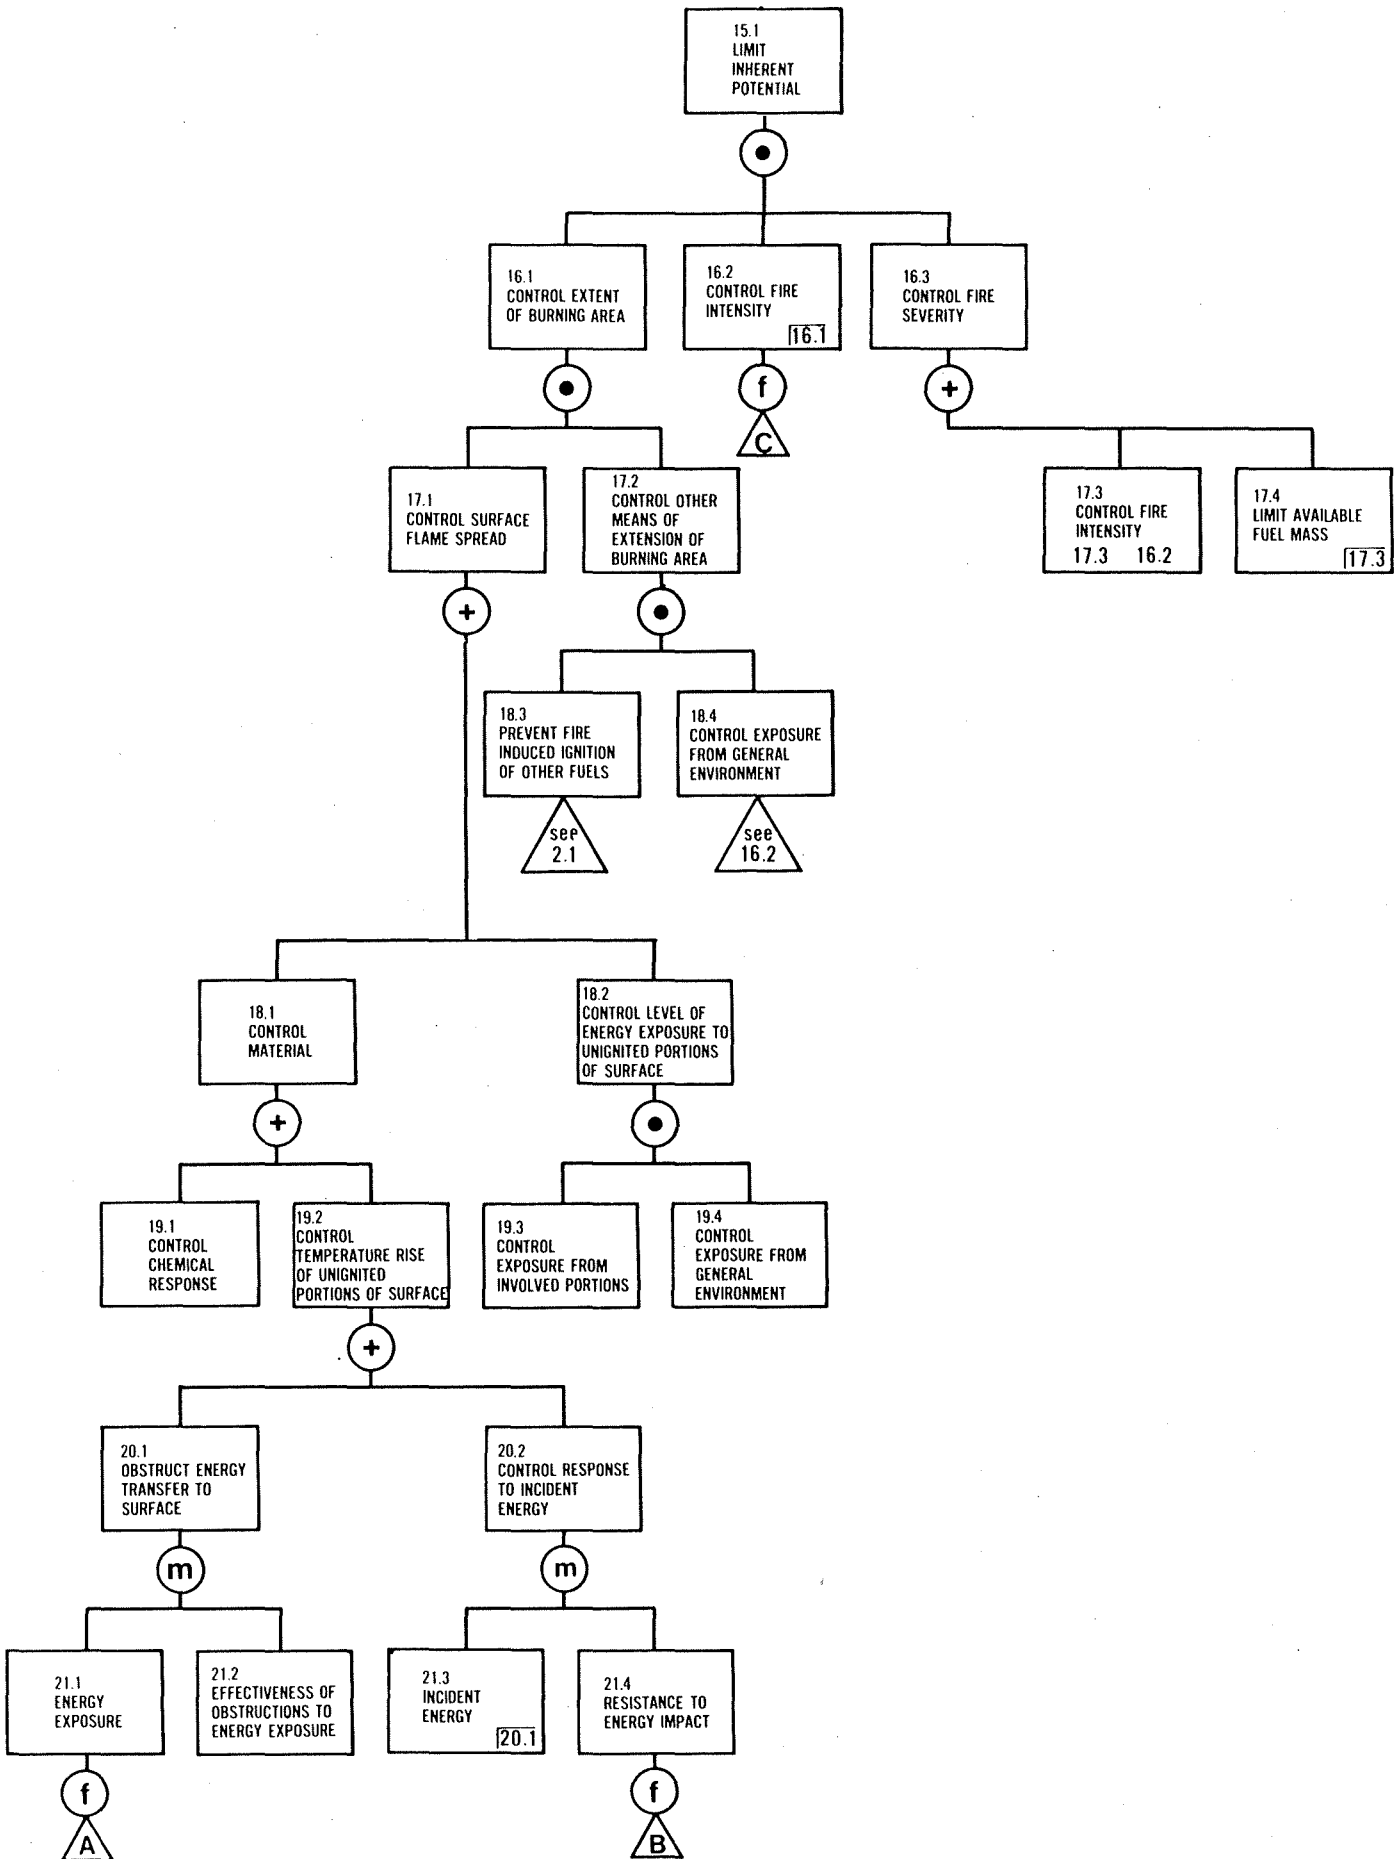 15.1
LIMIT
INHERENT
POTENTIAL
16.1
CONTROL EXTENT
OF BURNING AREA
16.2
CONTROL FIRE
INTENSITY
16.1
16.3
CONTROL FIRE
SEVERITY
f
+
C
17.1
CONTROL SURFACE
FLAME SPREAD
17.2
CONTROL OTHER
MEANS OF
EXTENSION OF
BURNING AREA
17.3
CONTROL FIRE
INTENSITY
17.3 16.2
17.4
LIMIT AVAILABLE
FUEL MASS
17.3
+
18.3
PREVENT FIRE
INDUCED IGNITION
OF OTHER FUELS
18.4
CONTROL EXPOSURE
FROM GENERAL
ENVIRONMENT
see
2.1
see
16.2
18.1
CONTROL
MATERIAL
18.2
CONTROL LEVEL OF
ENERGY EXPOSURE TO
UNIGNITED PORTIONS
OF SURFACE
+
19.1
CONTROL
CHEMICAL
RESPONSE
19.2
CONTROL
TEMPERATURE RISE
OF UNIGNITED
PORTIONS OF SURFACE
19.3
CONTROL
EXPOSURE FROM
INVOLVED PORTIONS
19.4
CONTROL
EXPOSURE FROM
GENERAL
ENVIRONMENT
+
20.1
OBSTRUCT ENERGY
TRANSFER TO
SURFACE
20.2
CONTROL RESPONSE
TO INCIDENT
ENERGY
m
m
21.1
ENERGY
EXPOSURE
21.2
EFFECTIVENESS OF
OBSTRUCTIONS TO
ENERGY EXPOSURE
21.3
INCIDENT
ENERGY
20.1
21.4
RESISTANCE TO
ENERGY IMPACT
f
f
A
B